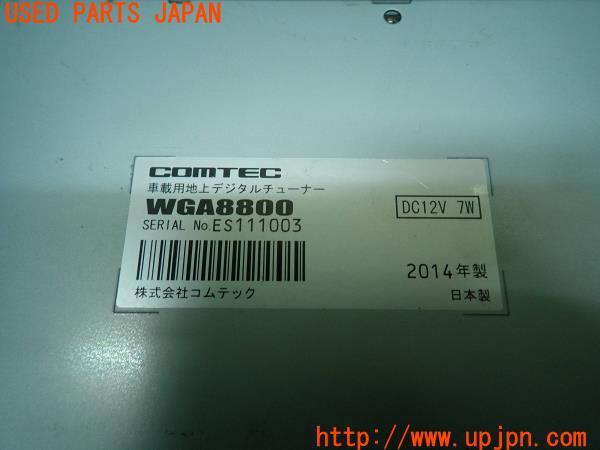 USED PARTS JAPAN
COMTEC
車載用地上デジタルチューナー
WGA8800
DC12V 7W
SERIAL No.ES111003
2014年製
株式会社コムテック
日本製
http://www.upjpn.com